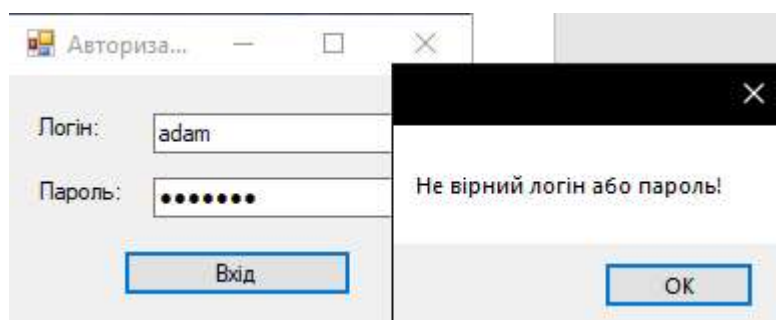 Авториза...
Логін:
adam
Пароль:
•••••••
Вхід
Не вірний логін або пароль!
OK